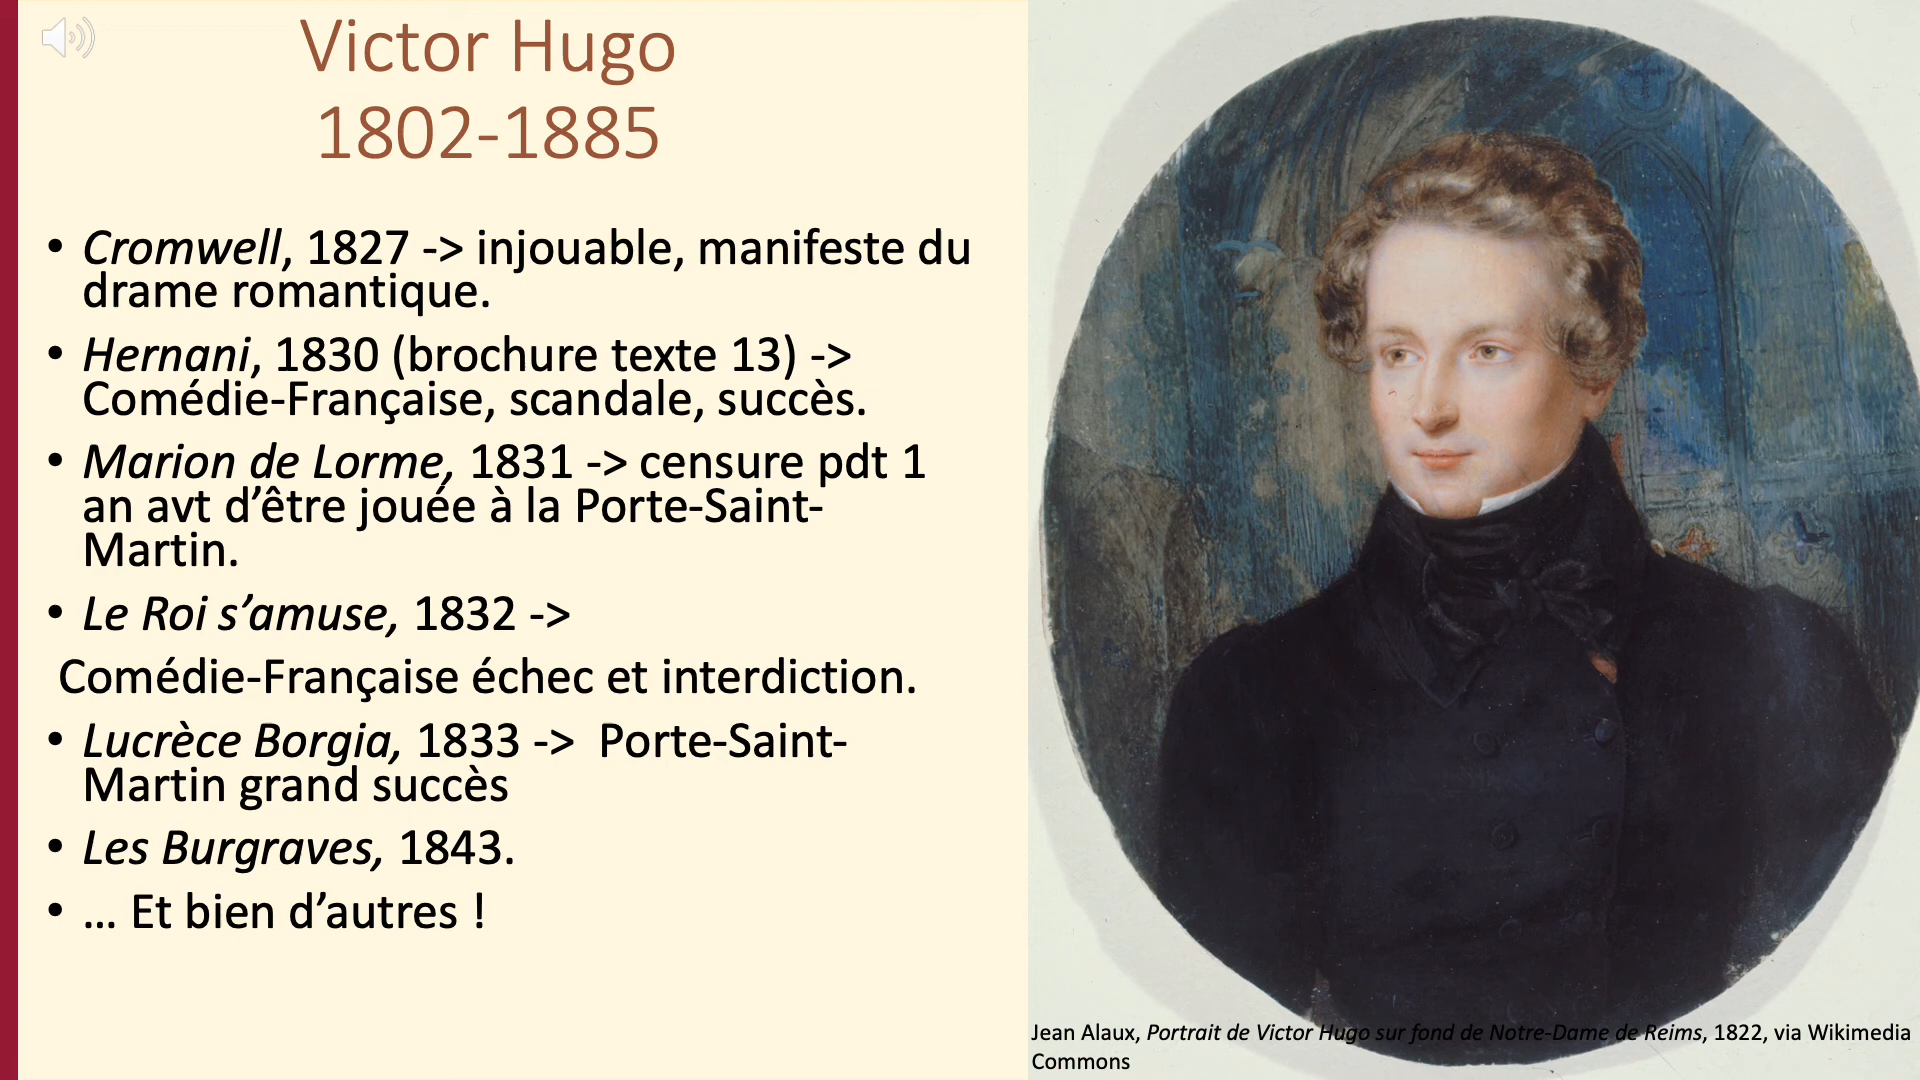 Victor Hugo
1802-1885
• Cromwell, 1827 -> injouable, manifeste du
drame romantique.
• Hernani, 1830 (brochure texte 13) ->
Comédie-Française, scandale, succès.
• Marion de Lorme, 1831 -> censure pdt 1
an avt d’être jouée à la Porte-Saint-
Martin.
• Le Roi s’amuse, 1832 ->
Comédie-Française échec et interdiction.
• Lucrèce Borgia, 1833 -> Porte-Saint-
Martin grand succès
• Les Burgraves, 1843.
• … Et bien d’autres !
Jean Alaux, Portrait de Victor Hugo sur fond de Notre-Dame de Reims, 1822, via Wikimedia
Commons